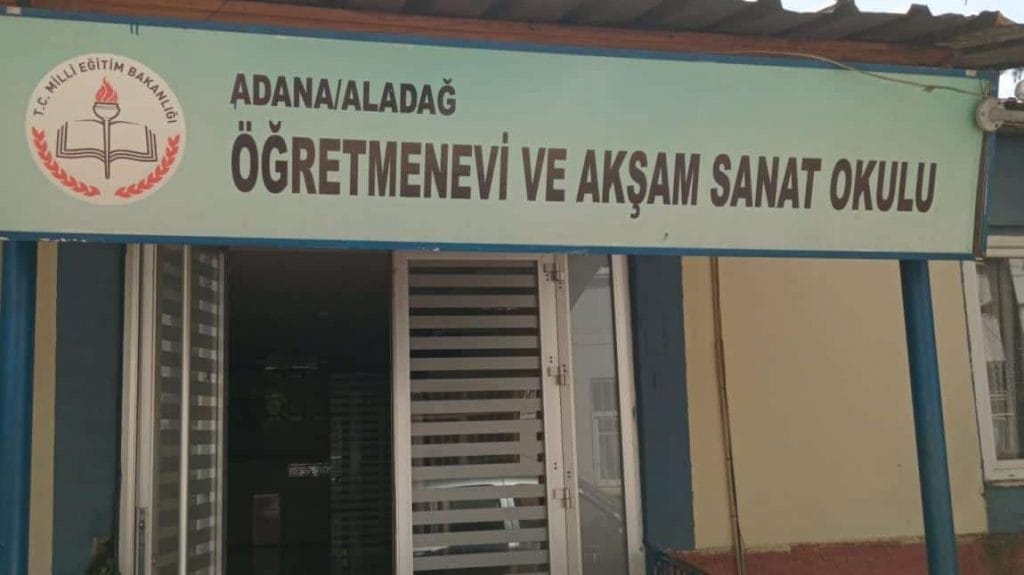 T.C. MİLLİ EĞİTİM BAKANLIĞI
ADANA/ALADAĞ
ÖĞRETMENEVİ VE AKŞAM SANAT OKULU